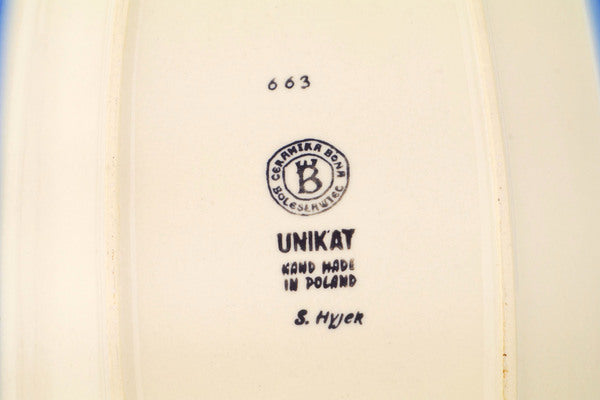 663
CERAMIKA BONA
B
BOLESŁAWIEC
UNIKAT
HAND MADE
IN POLAND
S. Hyjek